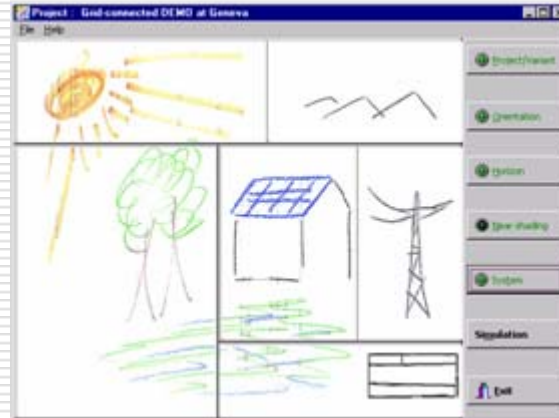 Project : Grid-connected DEMO at Geneva
File Help
Project/Variant
Orientation
Horizon
Near shading
System
Simulation
Exit